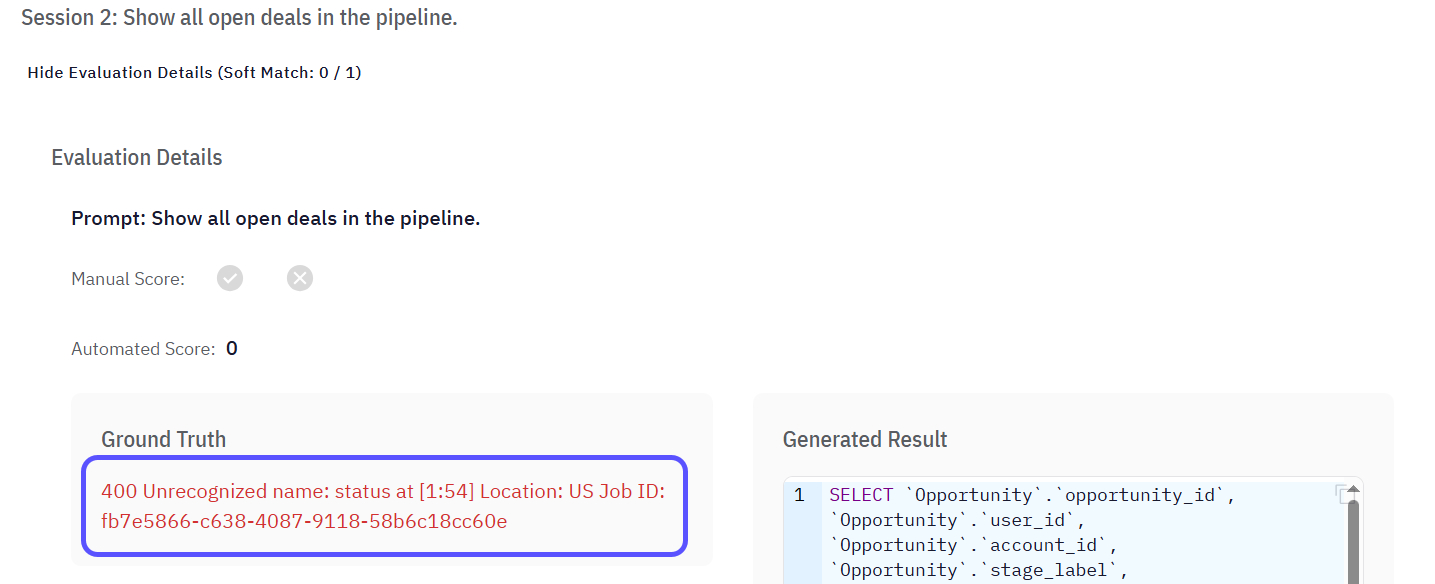 Session 2: Show all open deals in the pipeline.
Hide Evaluation Details (Soft Match: 0 / 1)
Evaluation Details
Prompt: Show all open deals in the pipeline.
Manual Score:
Automated Score: 0
Ground Truth
400 Unrecognized name: status at [1:54] Location: US Job ID:
fb7e5866-c638-4087-9118-58b6c18cc60e
Generated Result
1 SELECT `Opportunity`.`opportunity_id`,
`Opportunity`.`user_id`,
`Opportunity`.`account_id`,
`Opportunity`.`stage_label`,